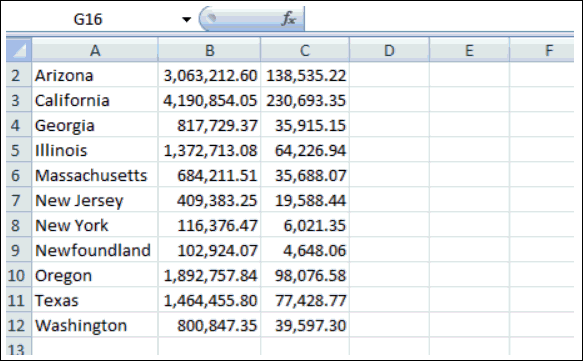 G16 fx
A B C D E F
2 Arizona 3,063,212.60 138,535.22
3 California 4,190,854.05 230,693.35
4 Georgia 817,729.37 35,915.15
5 Illinois 1,372,713.08 64,226.94
6 Massachusetts 684,211.51 35,688.07
7 New Jersey 409,383.25 19,588.44
8 New York 116,376.47 6,021.35
9 Newfoundland 102,924.07 4,648.06
10 Oregon 1,892,757.84 98,076.58
11 Texas 1,464,455.80 77,428.77
12 Washington 800,847.35 39,597.30
13